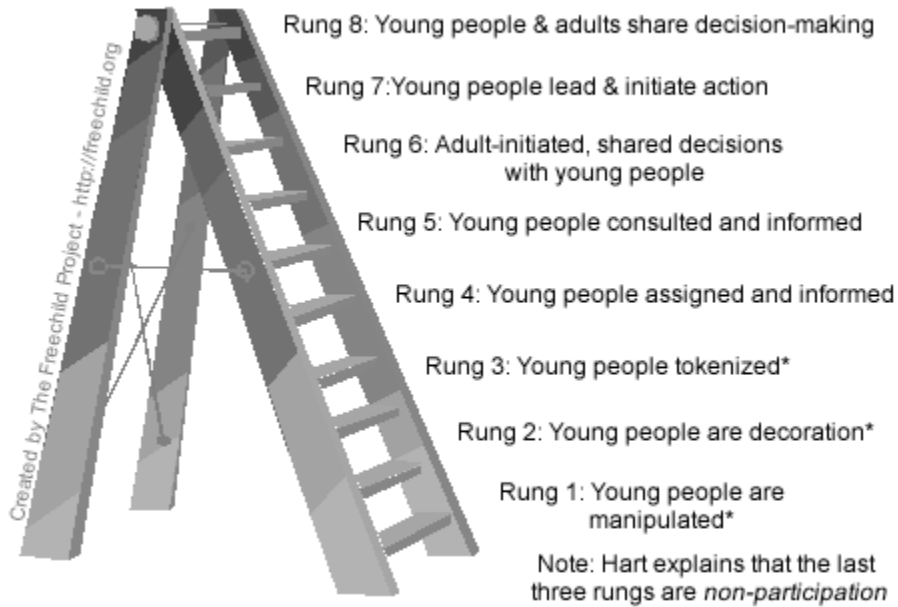 Rung 8: Young people & adults share decision-making
Rung 7:Young people lead & initiate action
Rung 6: Adult-initiated, shared decisions
with young people
Rung 5: Young people consulted and informed
Rung 4: Young people assigned and informed
Rung 3: Young people tokenized*
Rung 2: Young people are decoration*
Rung 1: Young people are
manipulated*
Note: Hart explains that the last
three rungs are non-participation
Created by The Freechild Project - http://freechild.org